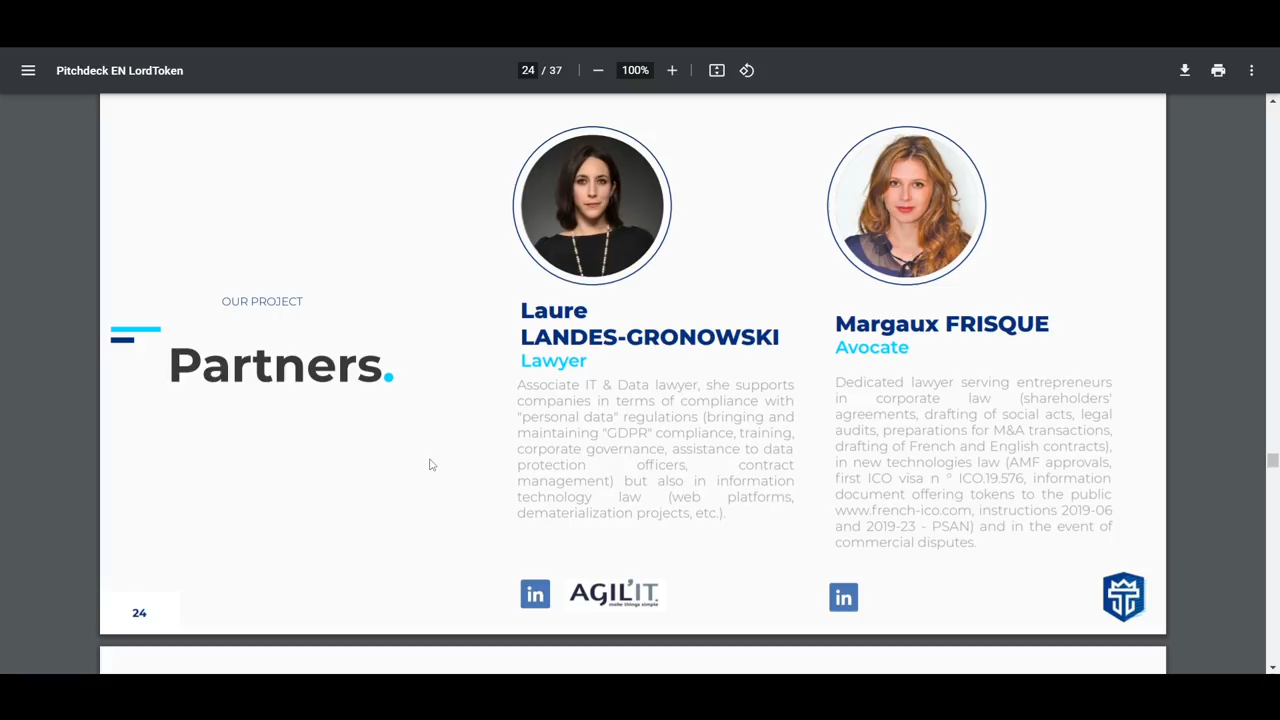 Pitchdeck EN LordToken
24 / 37
100%
OUR PROJECT
Partners.
24
Laure
LANDES-GRONOWSKI
Lawyer
Associate IT & Data lawyer, she supports
companies in terms of compliance with
"personal data" regulations (bringing and
maintaining "GDPR" compliance, training,
corporate governance, assistance to data
protection officers, contract
management) but also in information
technology law (web platforms,
dematerialization projects, etc.).
in
AGIL'IT
make things simple
Margaux FRISQUE
Avocate
Dedicated lawyer serving entrepreneurs
in corporate law (shareholders'
agreements, drafting of social acts, legal
audits, preparations for M&A transactions,
drafting of French and English contracts),
in new technologies law (AMF approvals,
first ICO visa n ° ICO.19.576, information
document offering tokens to the public
www.french-ico.com, instructions 2019-06
and 2019-23 - PSAN) and in the event of
commercial disputes.
in